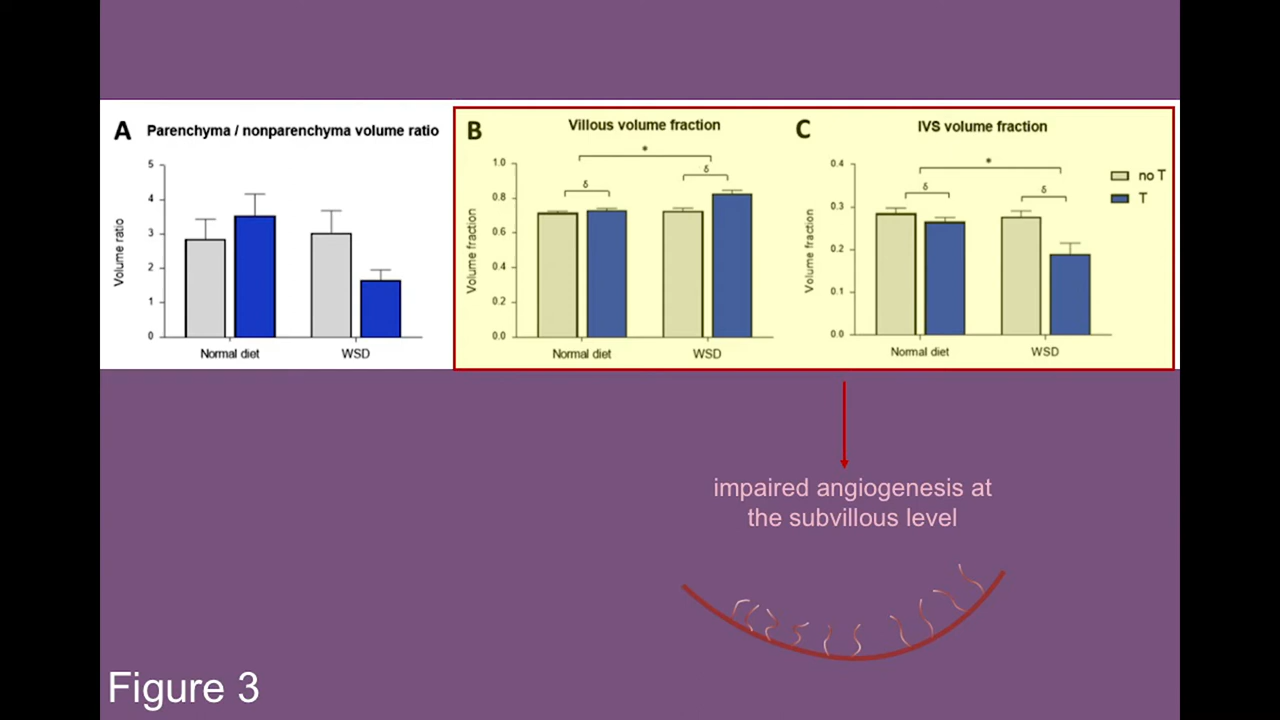 A
Parenchyma / nonparenchyma volume ratio
Volume ratio
5
4
3
2
1
0
Normal diet
WSD
B
Villous volume fraction
Volume fraction
1.0
0.8
0.6
0.4
0.2
0.0
*
δ
δ
Normal diet
WSD
C
IVS volume fraction
Volume fraction
0.4
0.3
0.2
0.1
0.0
*
δ
δ
Normal diet
WSD
no T
T
impaired angiogenesis at
the subvillous level
Figure 3